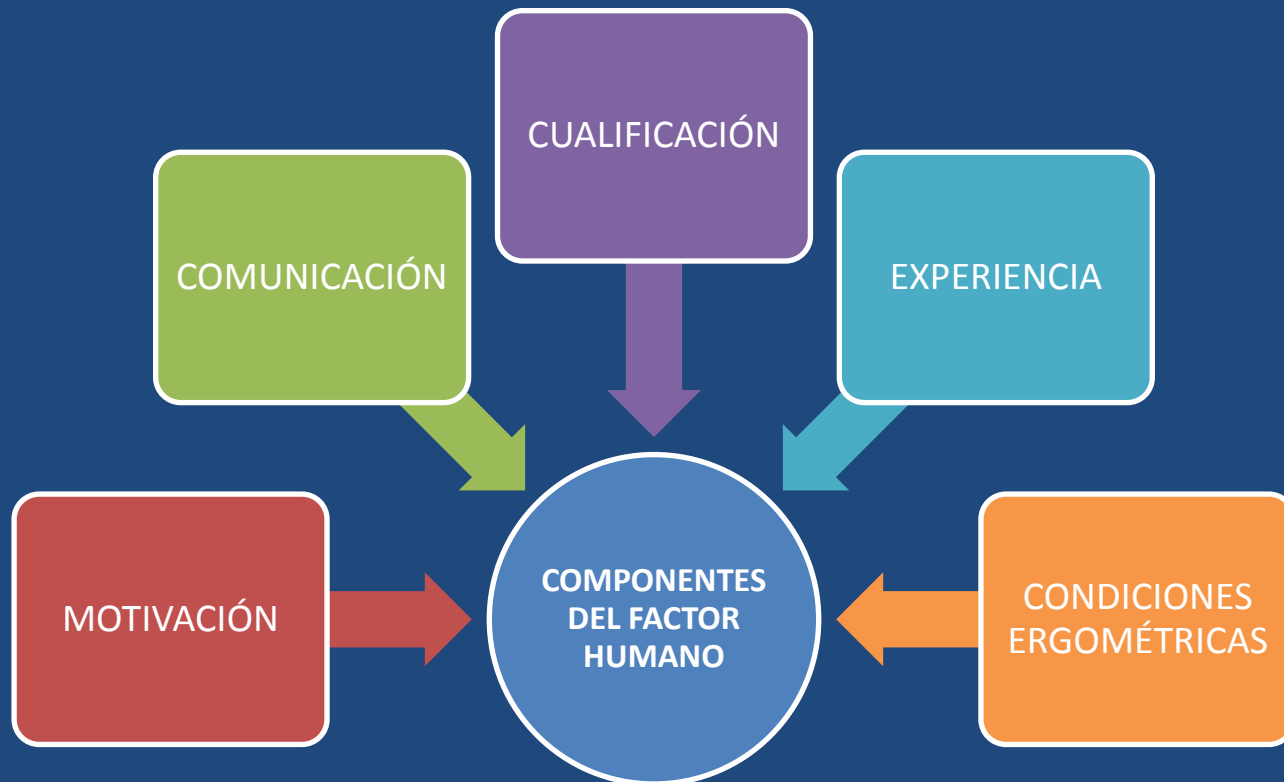 CUALIFICACIÓN
COMUNICACIÓN
EXPERIENCIA
MOTIVACIÓN
COMPONENTES
DEL FACTOR
HUMANO
CONDICIONES
ERGOMÉTRICAS